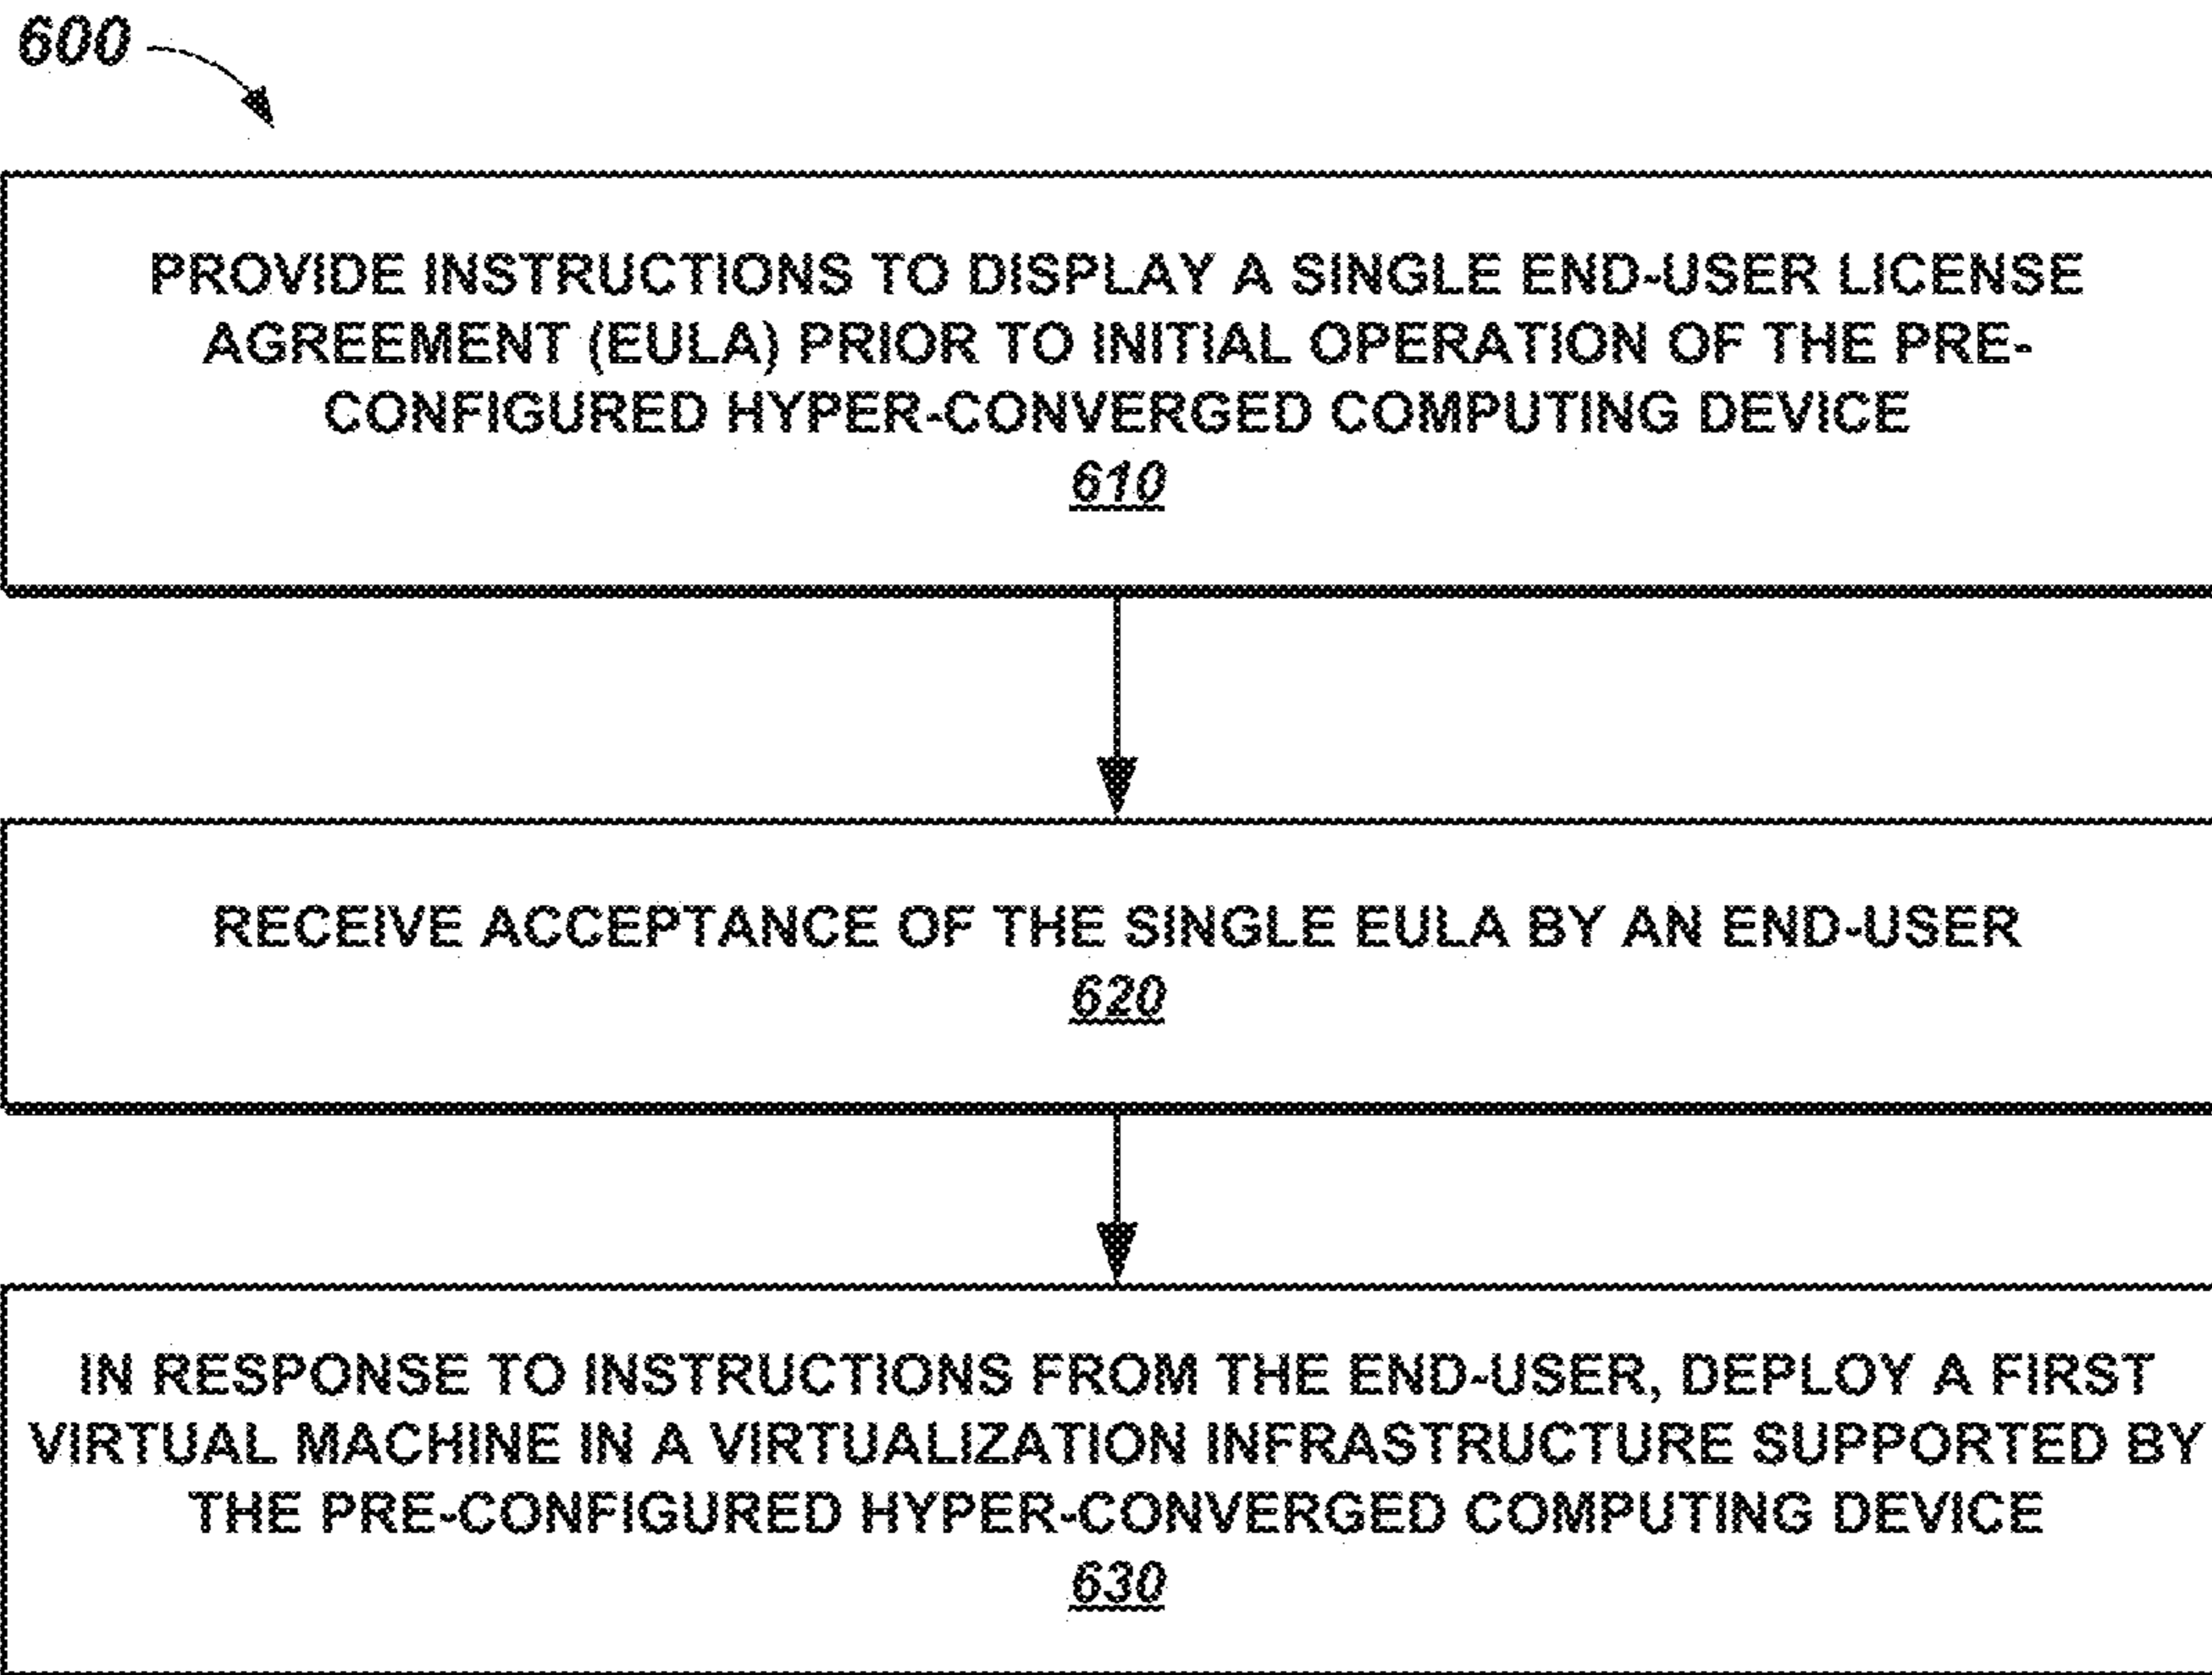 600
PROVIDE INSTRUCTIONS TO DISPLAY A SINGLE END-USER LICENSE
AGREEMENT (EULA) PRIOR TO INITIAL OPERATION OF THE PRE-
CONFIGURED HYPER-CONVERGED COMPUTING DEVICE
610
RECEIVE ACCEPTANCE OF THE SINGLE EULA BY AN END-USER
620
IN RESPONSE TO INSTRUCTIONS FROM THE END-USER, DEPLOY A FIRST
VIRTUAL MACHINE IN A VIRTUALIZATION INFRASTRUCTURE SUPPORTED BY
THE PRE-CONFIGURED HYPER-CONVERGED COMPUTING DEVICE
630